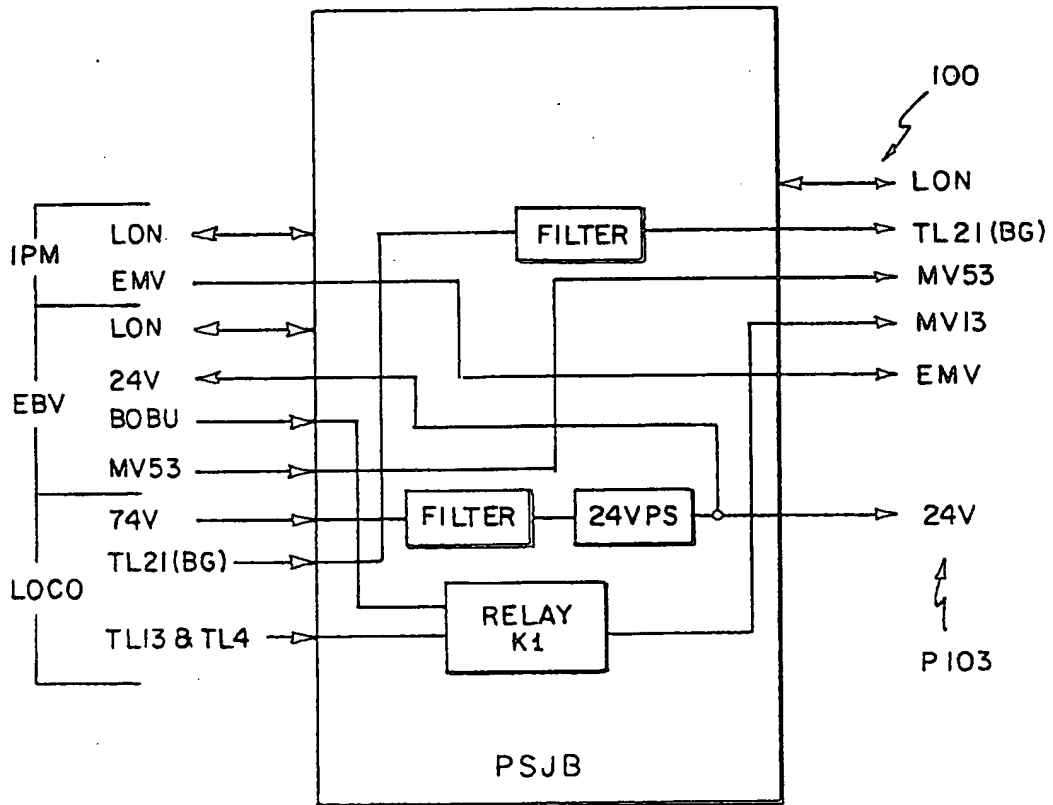 100
LON
FILTER
TL21(BG)
IPM
LON
EMV
MV53
LON
MV13
EBV
24V
EMV
BOBU
MV53
74V
FILTER
24VPS
24V
TL21(BG)
LOCO
TL13 & TL4
RELAY
K1
P103
PSJB